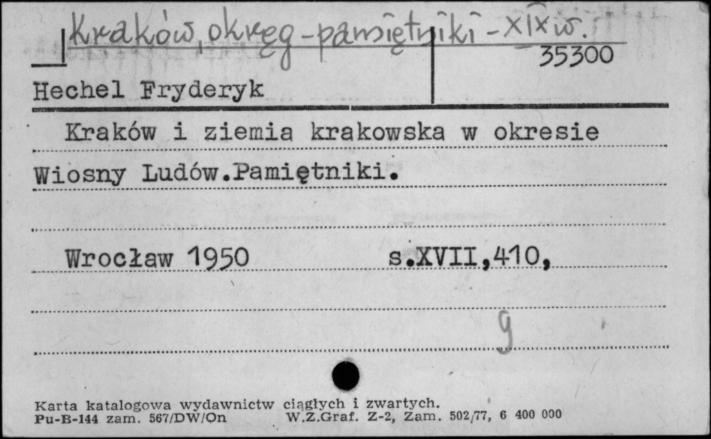 Kraków, okręg - pamiętniki - XIX w.
35300
Hechel Fryderyk
Kraków i ziemia krakowska w okresie
Wiosny Ludów.Pamiętniki.
Wrocław 1950 s.XVII,410,
g
Karta katalogowa wydawnictw ciągłych i zwartych.
Pu-B-144 zam. 567/DW/On W.Z.Graf. Z-2, Zam. 502/77, 6 400 000